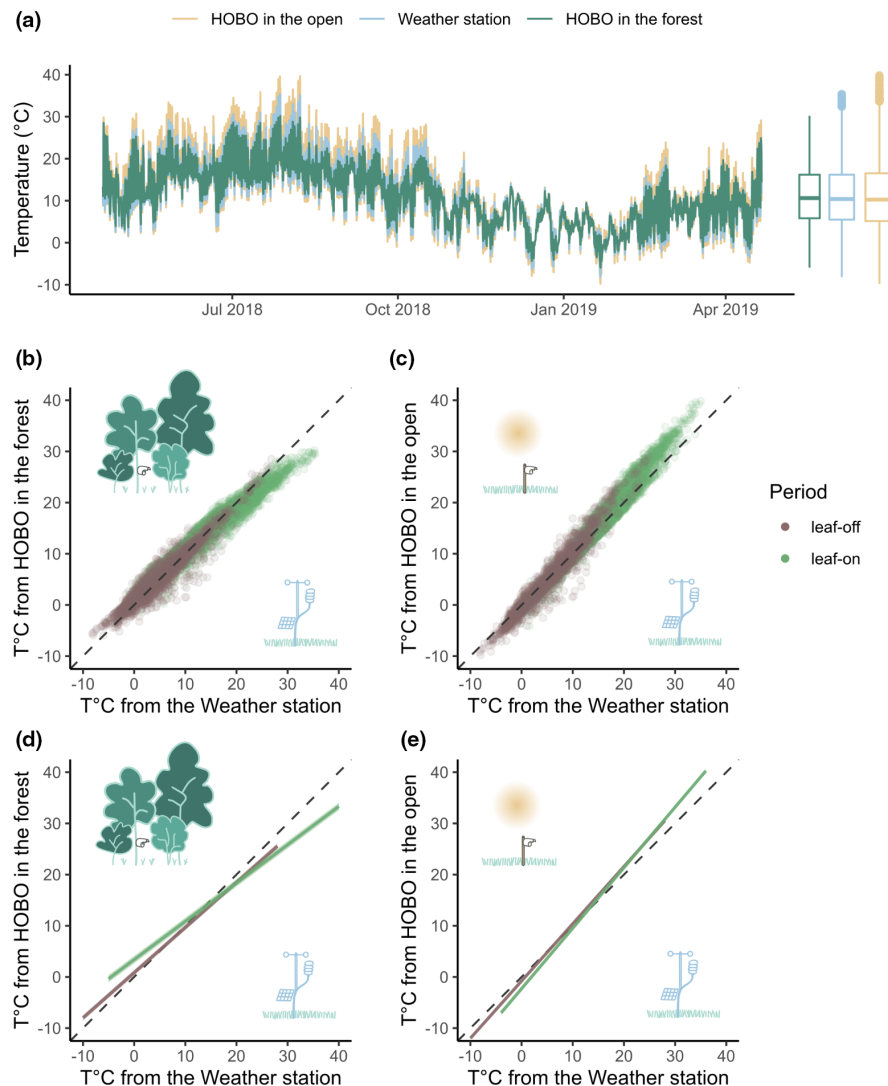 (a)
HOBO in the open Weather station HOBO in the forest
Temperature (°C)
40
30
20
10
0
-10
Jul 2018 Oct 2018 Jan 2019 Apr 2019
(b)
T°C from HOBO in the forest
40
30
20
10
0
-10
-10 0 10 20 30 40
T°C from the Weather station
(c)
T°C from HOBO in the open
40
30
20
10
0
-10
-10 0 10 20 30 40
T°C from the Weather station
Period
leaf-off
leaf-on
(d)
T°C from HOBO in the forest
40
30
20
10
0
-10
-10 0 10 20 30 40
T°C from the Weather station
(e)
T°C from HOBO in the open
40
30
20
10
0
-10
-10 0 10 20 30 40
T°C from the Weather station